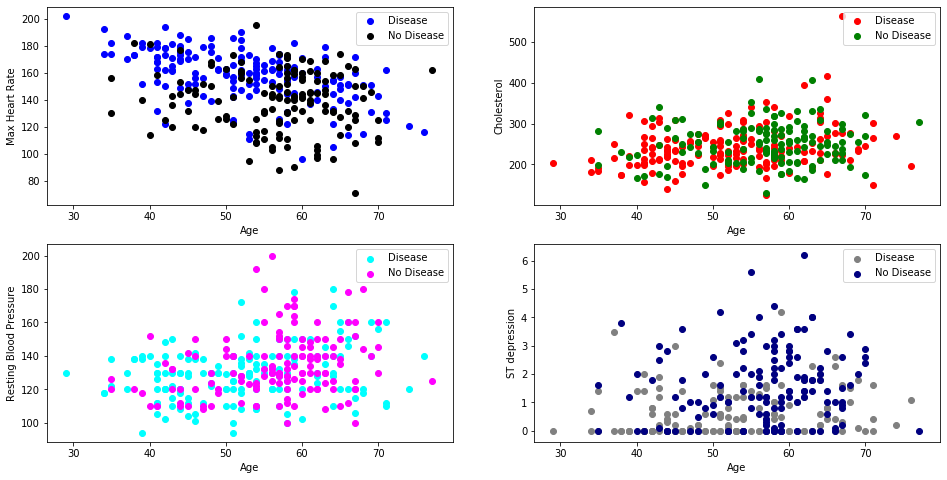 Disease
No Disease
200
180
160
140
120
100
80
Max Heart Rate
30
40
50
60
70
Age
Disease
No Disease
500
400
300
200
Cholesterol
30
40
50
60
70
Age
Disease
No Disease
200
180
160
140
120
100
Resting Blood Pressure
30
40
50
60
70
Age
Disease
No Disease
6
5
4
3
2
1
0
ST depression
30
40
50
60
70
Age